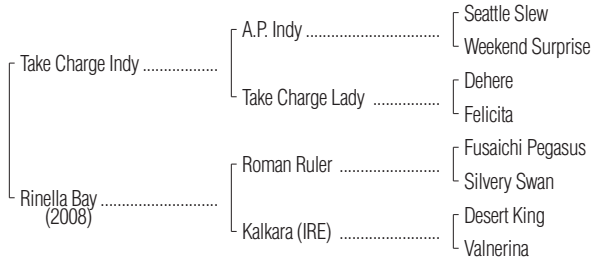 Seattle Slew
A.P. Indy ..................................
Weekend Surprise
Take Charge Indy ...................
Dehere
Take Charge Lady .................
Felicita
Fusaichi Pegasus
Roman Ruler .........................
Silvery Swan
Rinella Bay ..............................
(2008)
Desert King
Kalkara (IRE) .........................
Valnerina